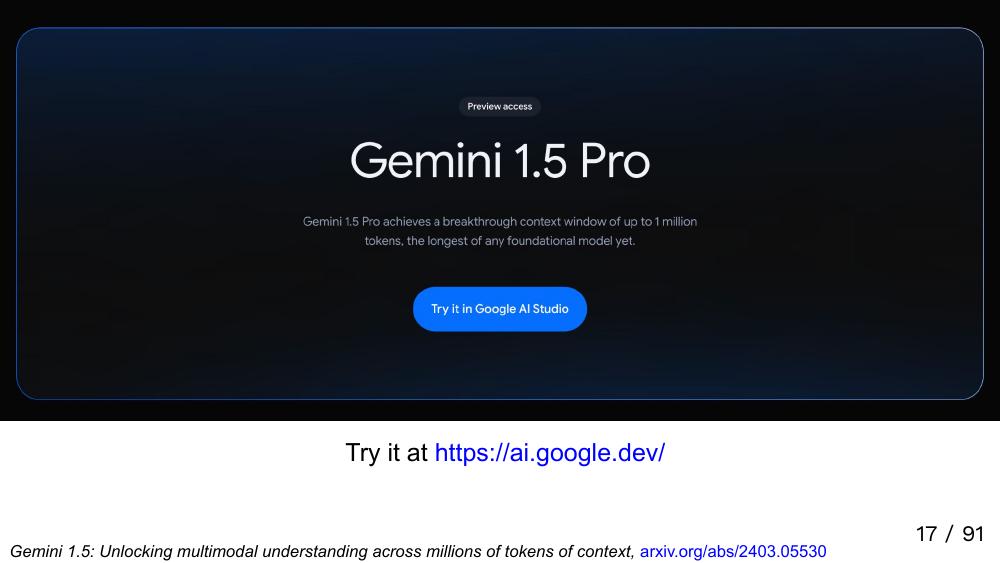 Preview access
Gemini 1.5 Pro
Gemini 1.5 Pro achieves a breakthrough context window of up to 1 million
tokens, the longest of any foundational model yet.
Try it in Google AI Studio
Try it at https://ai.google.dev/
17 / 91
Gemini 1.5: Unlocking multimodal understanding across millions of tokens of context, arxiv.org/abs/2403.05530